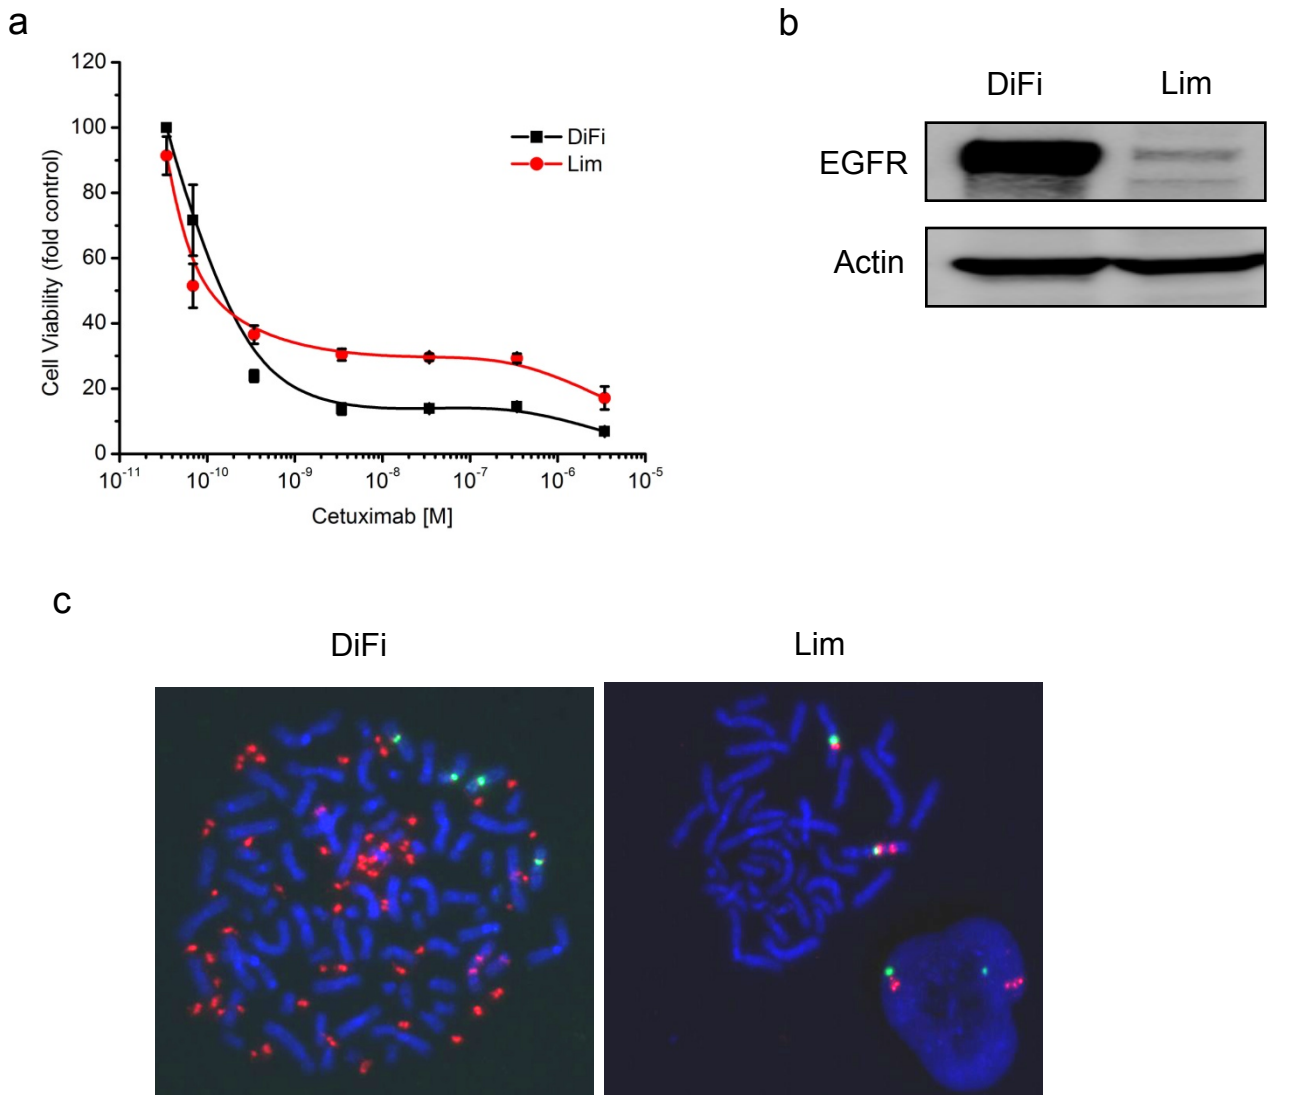 a
120
100
80
60
40
20
0
Cell Viability (fold control)
DiFi
Lim
10-11 10-10 10-9 10-8 10-7 10-6 10-5
Cetuximab [M]
b
DiFi Lim
EGFR
Actin
c
DiFi Lim